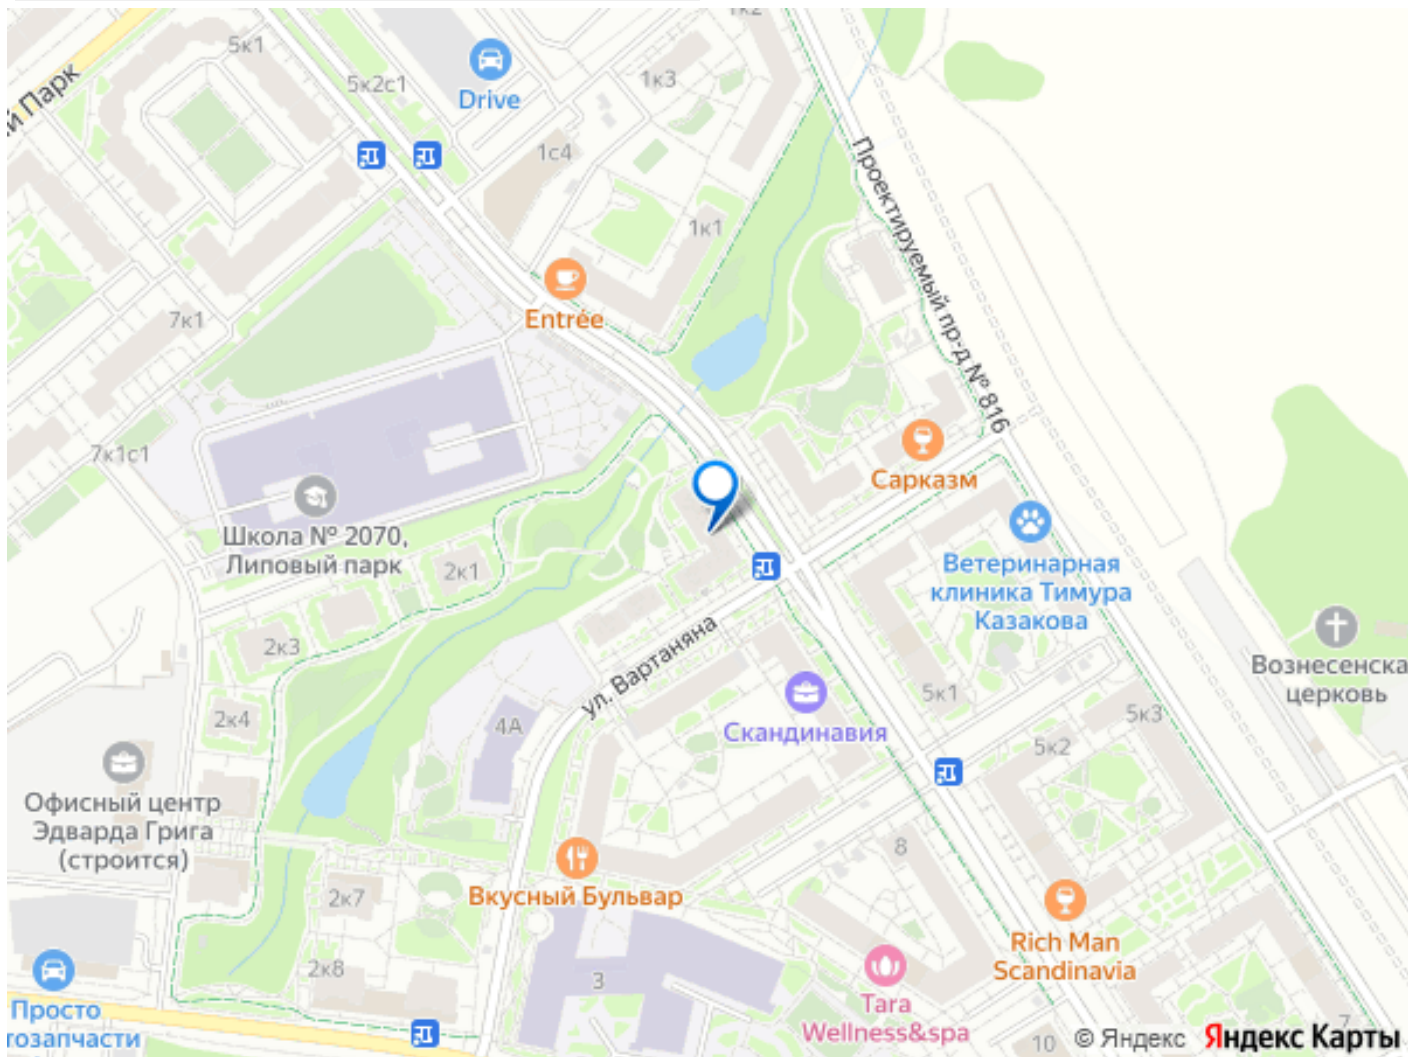 1к2
5к1
й Парк
5к2с1
Drive
1к3
1с4
Проектируемый пр-д № 816
1к1
Entrée
7к1
7к1с1
Сарказм
Школа № 2070,
Липовый парк
2к1
Ветеринарная
клиника Тимура
Казакова
2к3
ул. Вартаняна
Вознесенска
церковь
5к1
5к3
2к4
4А
Скандинавия
5к2
Офисный центр
Эдварда Грига
(строится)
8
2к7
Вкусный Бульвар
Rich Man
Scandinavia
2к8
3
Просто
тозапчасти
Tara
Wellness&spa
7
10
© Яндекс Яндекс Карты